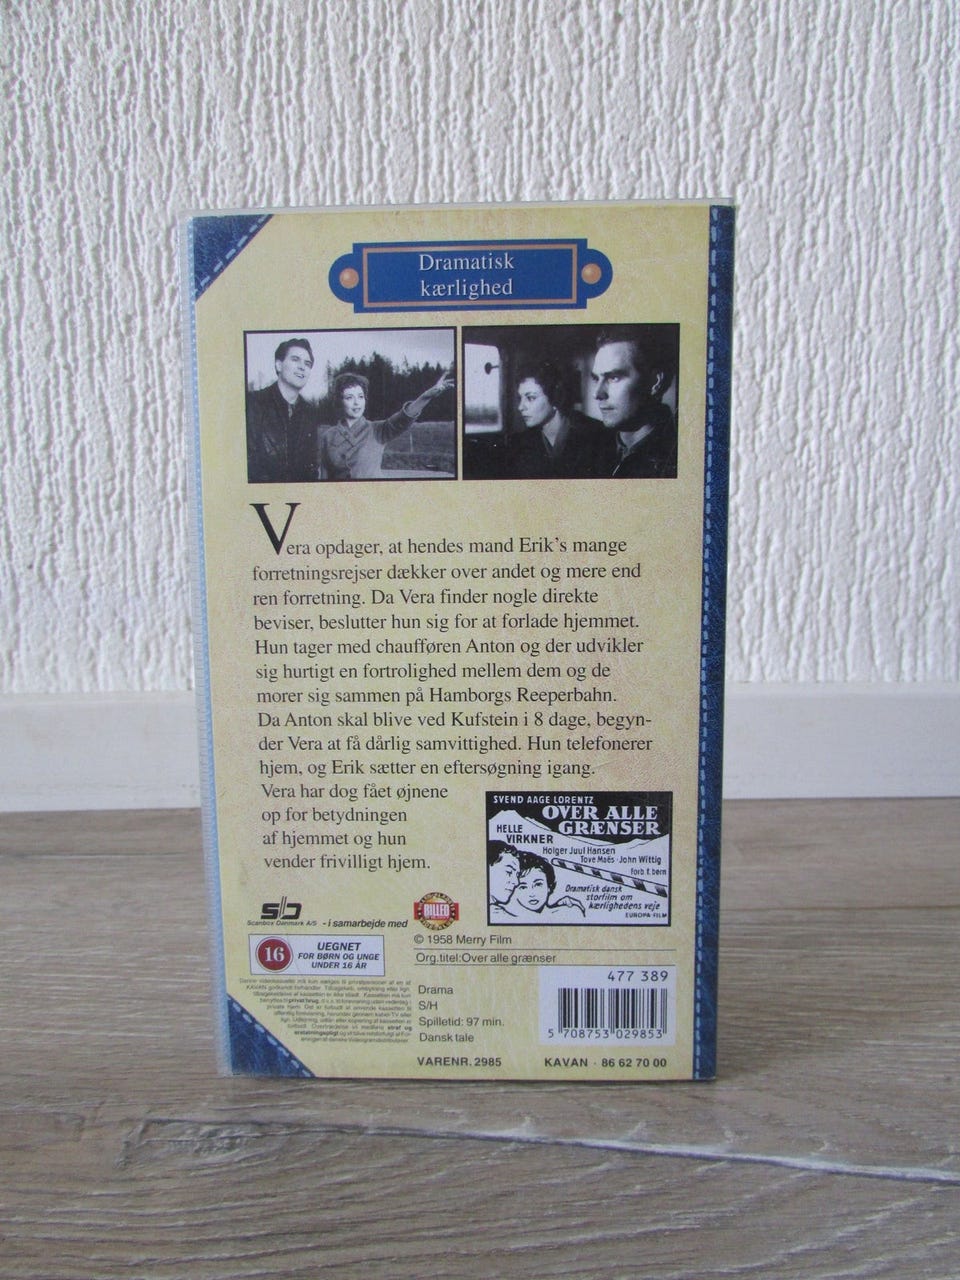 Dramatisk
kærlighed
Vera opdager, at hendes mand Erik's mange
forretningsrejser dækker over andet og mere end
ren forretning. Da Vera finder nogle direkte
beviser, beslutter hun sig for at forlade hjemmet.
Hun tager med chaufføren Anton og der udvikler
sig hurtigt en fortrolighed mellem dem og de
morer sig sammen på Hamborgs Reeperbahn.
Da Anton skal blive ved Kufstein i 8 dage, begyn-
der Vera at få dårlig samvittighed. Hun telefonerer
hjem, og Erik sætter en eftersøgning igang.
Vera har dog fået øjnene
op for betydningen
af hjemmet og hun
vender frivilligt hjem.
SVEND AAGE LORENTZ
OVER ALLE
GRÆNSER
HELLE
VIRKNER
Holger Juul Hansen
Tove Maës · John Wittig
forb. f. børn
Dramatisk dansk
storfilm om
kærlighedens veje
EUROPA-FILM
sb
Scanbox Danmark A/S - i samarbejde med
BILLED
© 1958 Merry Film
Org.titel:Over alle grænser
16
UEGNET
FOR BØRN OG UNGE
UNDER 16 ÅR
Drama
S/H
Spilletid: 97 min.
Dansk tale
477 389
5 708753 029853
VARENR. 2985
KAVAN · 86 62 70 00